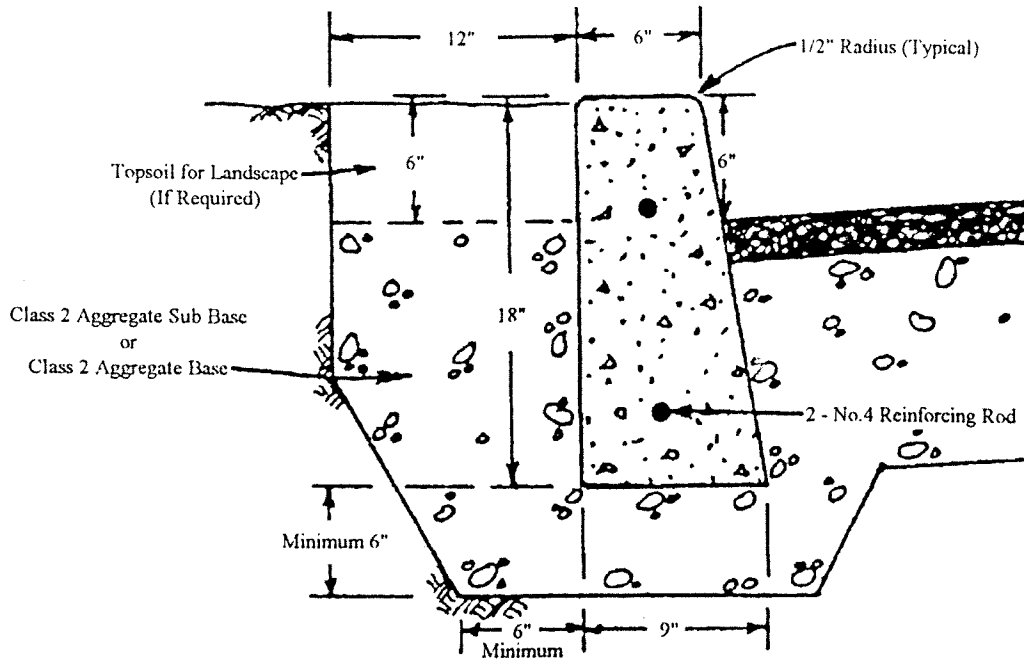 12"
6"
1/2" Radius (Typical)
6"
6"
Topsoil for Landscape
(If Required)
18"
Class 2 Aggregate Sub Base
or
Class 2 Aggregate Base
2 - No.4 Reinforcing Rod
Minimum 6"
6"
Minimum
9"